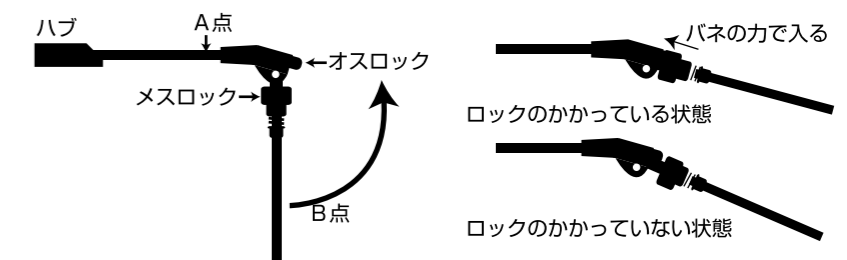 ハブ
A点
オスロック
メスロック
B点
バネの力で入る
ロックのかかっている状態
ロックのかかっていない状態